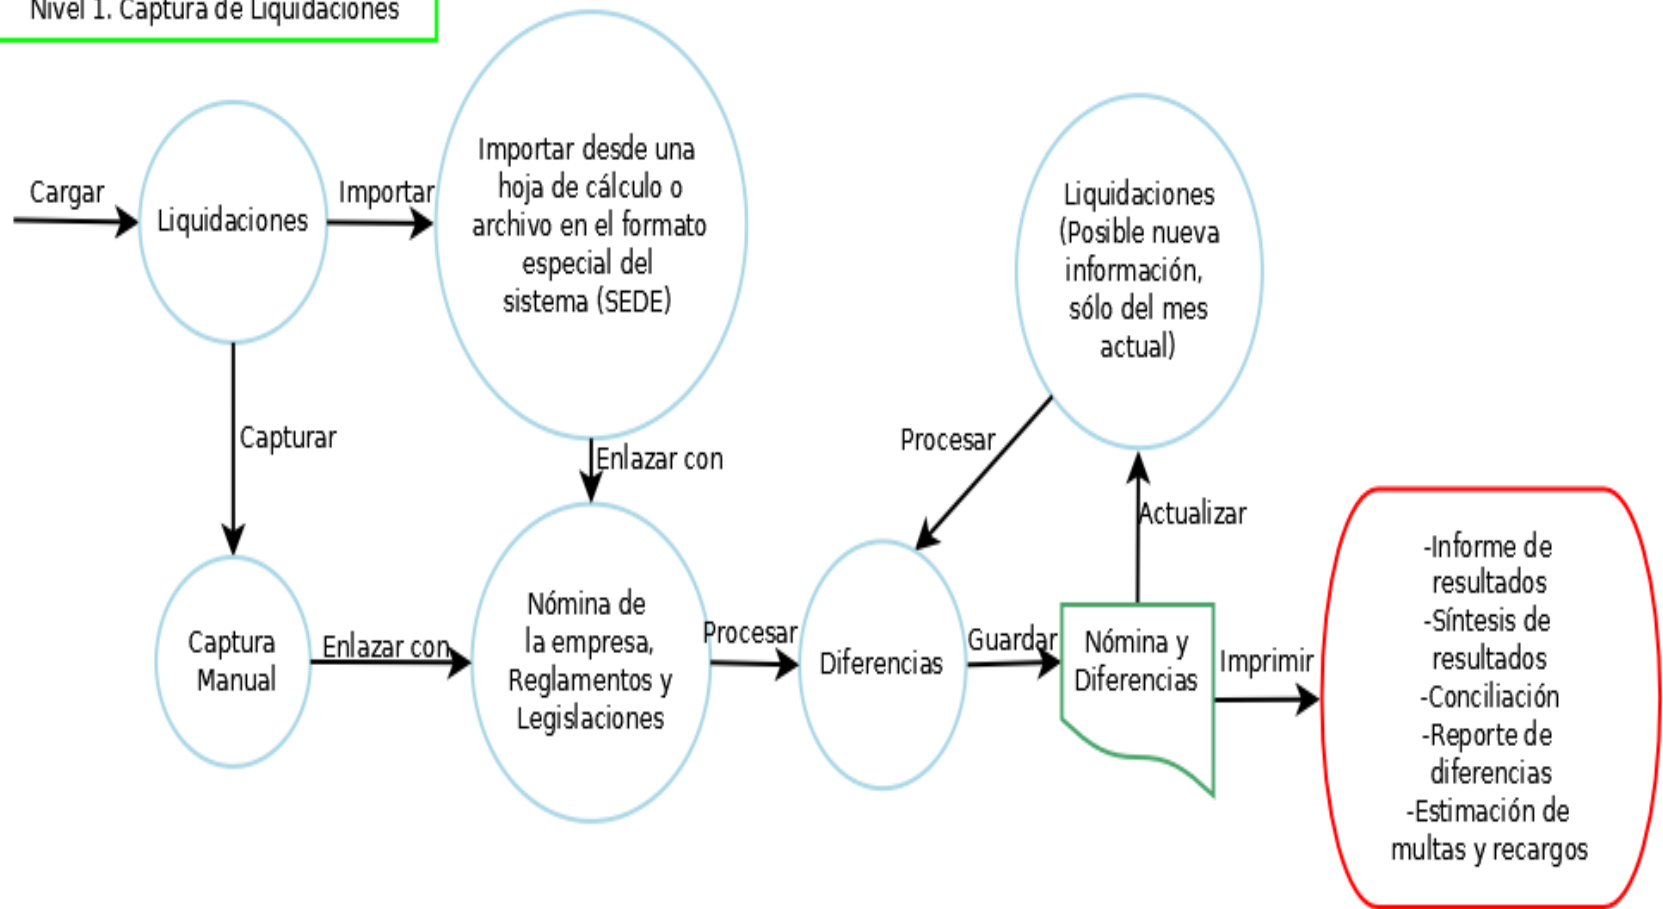 Nivel 1. Captura de Liquidaciones
Cargar
Liquidaciones
Importar
Importar desde una
hoja de cálculo o
archivo en el formato
especial del
sistema (SEDE)
Capturar
Enlazar con
Captura
Manual
Enlazar con
Nómina de
la empresa,
Reglamentos y
Legislaciones
Procesar
Diferencias
Guardar
Nómina y
Diferencias
Actualizar
Liquidaciones
(Posible nueva
información,
sólo del mes
actual)
Procesar
Imprimir
-Informe de
resultados
-Síntesis de
resultados
-Conciliación
-Reporte de
diferencias
-Estimación de
multas y recargos